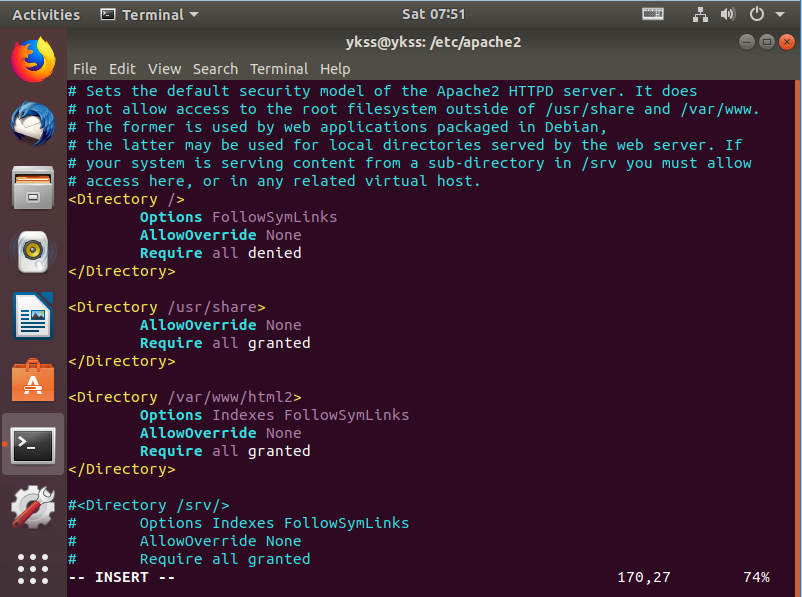 Activities Terminal Sat 07:51
ykss@ykss: /etc/apache2
File Edit View Search Terminal Help
# Sets the default security model of the Apache2 HTTPD server. It does
# not allow access to the root filesystem outside of /usr/share and /var/www.
# The former is used by web applications packaged in Debian,
# the latter may be used for local directories served by the web server. If
# your system is serving content from a sub-directory in /srv you must allow
# access here, or in any related virtual host.
<Directory />
        Options FollowSymLinks
        AllowOverride None
        Require all denied
</Directory>

<Directory /usr/share>
        AllowOverride None
        Require all granted
</Directory>

<Directory /var/www/html2>
        Options Indexes FollowSymLinks
        AllowOverride None
        Require all granted
</Directory>

#<Directory /srv/>
#       Options Indexes FollowSymLinks
#       AllowOverride None
#       Require all granted
-- INSERT -- 170,27 74%